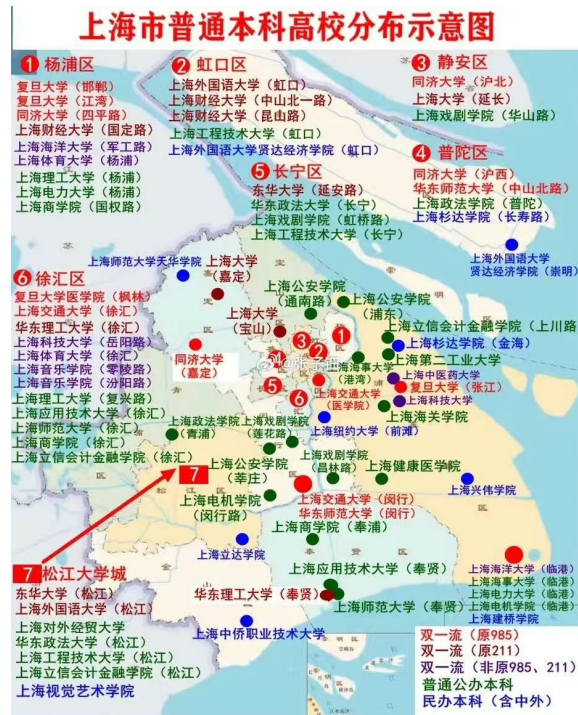 上海市普通本科高校分布示意图
1 杨浦区
复旦大学（邯郸）
复旦大学（江湾）
同济大学（四平路）
上海财经大学（国定路）
上海海洋大学（军工路）
上海体育大学（杨浦）
上海理工大学（杨浦）
上海电力大学（杨浦）
上海商学院（国权路）
2 虹口区
上海外国语大学（虹口）
上海财经大学（中山北一路）
上海财经大学（昆山路）
上海工程技术大学（虹口）
上海外国语大学贤达经济学院（虹口）
3 静安区
同济大学（沪北）
上海大学（延长）
上海戏剧学院（华山路）
4 普陀区
同济大学（沪西）
华东师范大学（中山北路）
上海政法学院（普陀）
上海杉达学院（长寿路）
5 长宁区
东华大学（延安路）
华东政法大学（长宁）
上海戏剧学院（虹桥路）
上海工程技术大学（长宁）
6 徐汇区
复旦大学医学院（枫林）
上海交通大学（徐汇）
华东理工大学（徐汇）
上海科技大学（岳阳路）
上海体育大学（徐汇）
上海音乐学院（零陵路）
上海音乐学院（汾阳路）
上海理工大学（复兴路）
上海应用技术大学（徐汇）
上海师范大学（徐汇）
上海商学院（徐汇）
上海立信会计金融学院（徐汇）
上海师范大学天华学院
上海大学
（嘉定）
上海外国语大学
贤达经济学院（崇明）
上海公安学院
（通南路）
上海公安学院
（浦东）
上海大学
（宝山）
上海立信会计金融学院（上川路）
上海杉达学院（金海）
上海第二工业大学
同济大学
（嘉定）
1
2
3
5
6
上海海事大学
（港湾）
上海中医药大学
复旦大学（张江）
上海科技大学
上海交通大学
（医学院）
上海海关学院
上海纽约大学（前滩）
上海政法学院
（青浦）
上海戏剧学院
（莲花路）
7
上海公安学院
（莘庄）
上海戏剧学院
（昌林路）
上海健康医学院
上海电机学院
（闵行路）
上海交通大学（闵行）
华东师范大学（闵行）
上海兴伟学院
上海商学院（奉浦）
上海立达学院
7 松江大学城
东华大学（松江）
上海外国语大学（松江）
上海对外经贸大学
华东政法大学（松江）
上海工程技术大学（松江）
上海立信会计金融学院（松江）
上海视觉艺术学院
上海应用技术大学（奉贤）
华东理工大学（奉贤）
上海师范大学（奉贤）
上海中侨职业技术大学
上海海洋大学（临港）
上海海事大学（临港）
上海电力大学（临港）
上海电机学院（临港）
上海建桥学院
双一流（原985）
双一流（原211）
双一流（非原985、211）
普通公办本科
民办本科（含中外）